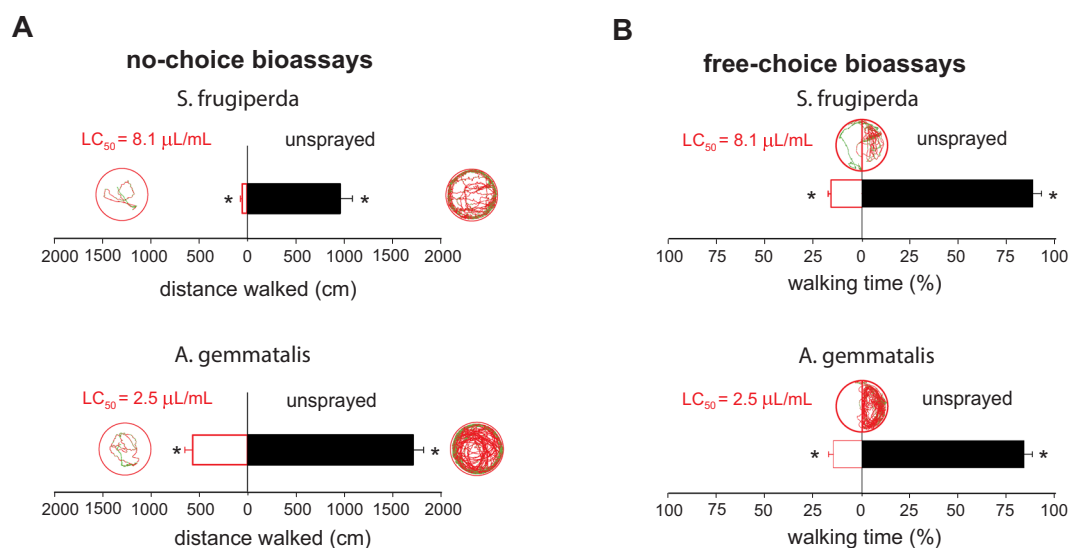 A
no-choice bioassays
S. frugiperda
LC50 = 8.1 μL/mL
unsprayed
* *
2000 1500 1000 500 0 500 1000 1500 2000
distance walked (cm)
A. gemmatalis
LC50 = 2.5 μL/mL
unsprayed
* *
2000 1500 1000 500 0 500 1000 1500 2000
distance walked (cm)
B
free-choice bioassays
S. frugiperda
LC50 = 8.1 μL/mL
unsprayed
* *
100 75 50 25 0 25 50 75 100
walking time (%)
A. gemmatalis
LC50 = 2.5 μL/mL
unsprayed
* *
100 75 50 25 0 25 50 75 100
walking time (%)